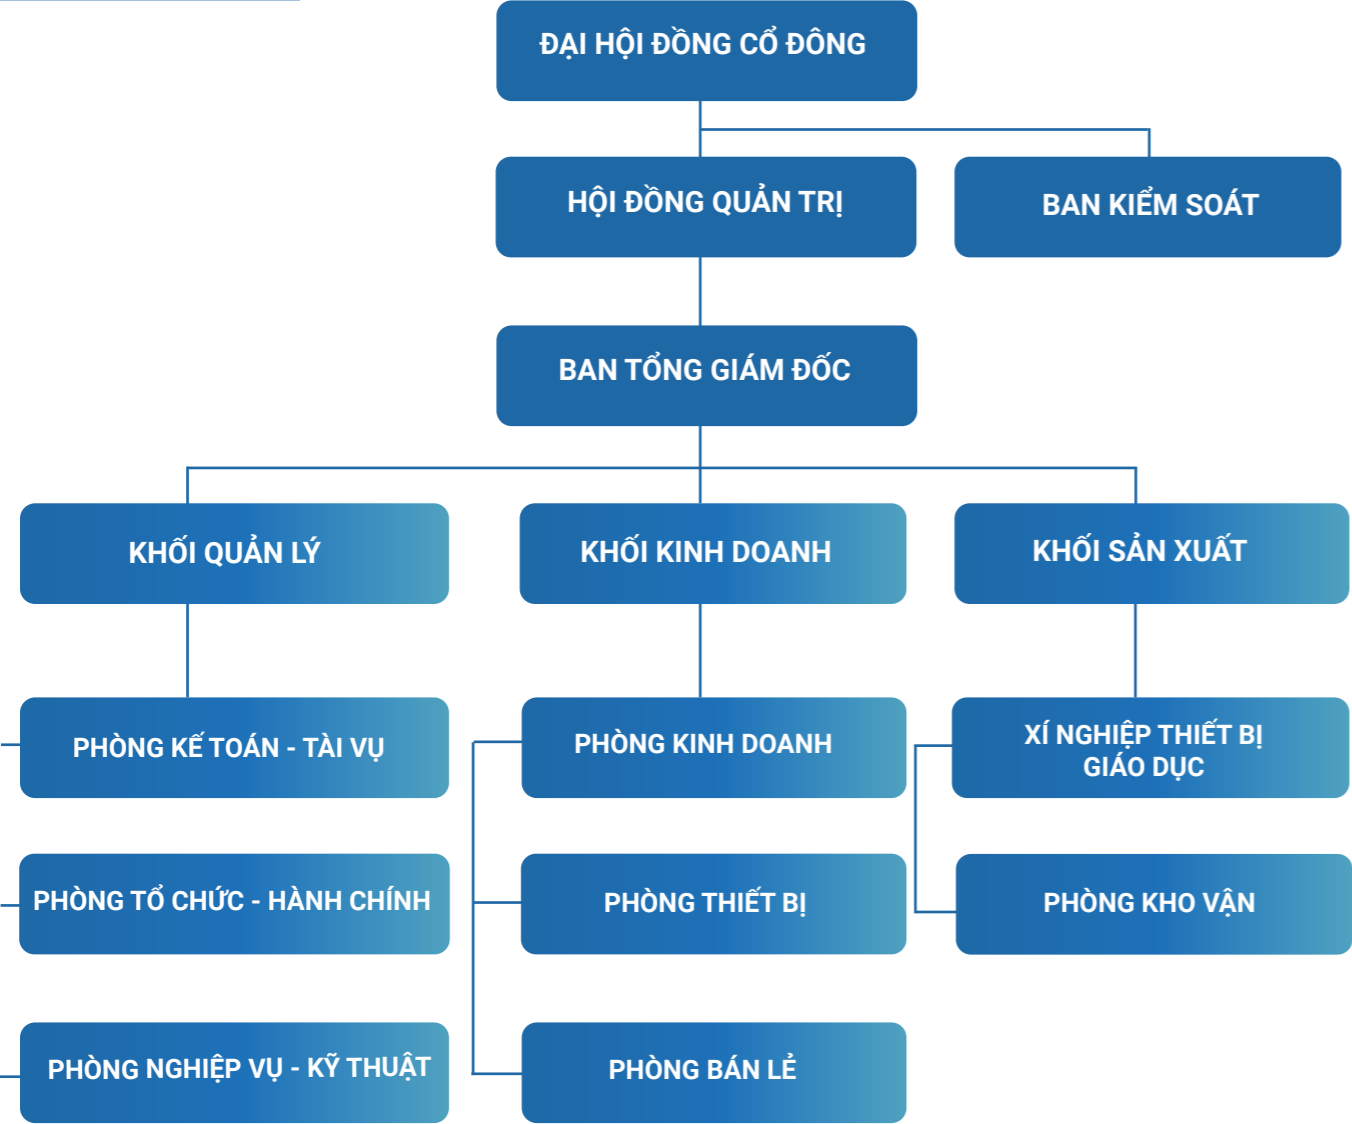 ĐẠI HỘI ĐỒNG CỔ ĐÔNG
HỘI ĐỒNG QUẢN TRỊ
BAN KIỂM SOÁT
BAN TỔNG GIÁM ĐỐC
KHỐI QUẢN LÝ
KHỐI KINH DOANH
KHỐI SẢN XUẤT
PHÒNG KẾ TOÁN - TÀI VỤ
PHÒNG KINH DOANH
XÍ NGHIỆP THIẾT BỊ
GIÁO DỤC
PHÒNG TỔ CHỨC - HÀNH CHÍNH
PHÒNG THIẾT BỊ
PHÒNG KHO VẬN
PHÒNG NGHIỆP VỤ - KỸ THUẬT
PHÒNG BÁN LẺ